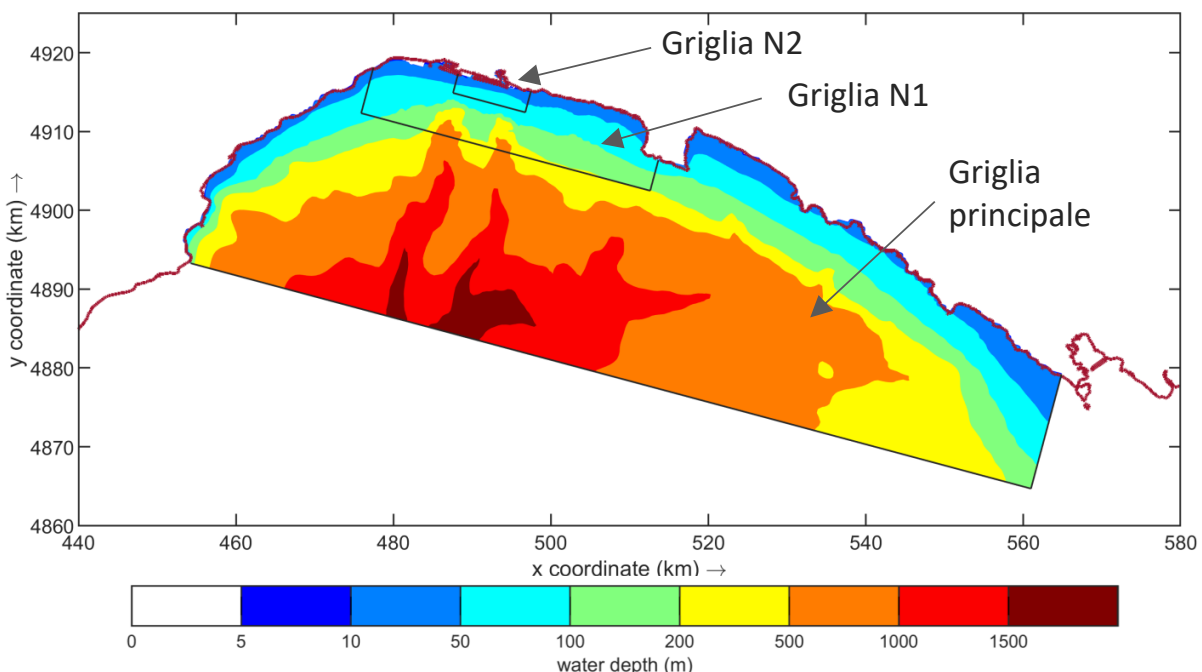 Griglia N2
Griglia N1
Griglia
principale
y coordinate (km) →
4920
4910
4900
4890
4880
4870
4860
440 460 480 500 520 540 560 580
x coordinate (km) →
0 5 10 50 100 200 500 1000 1500
water depth (m)